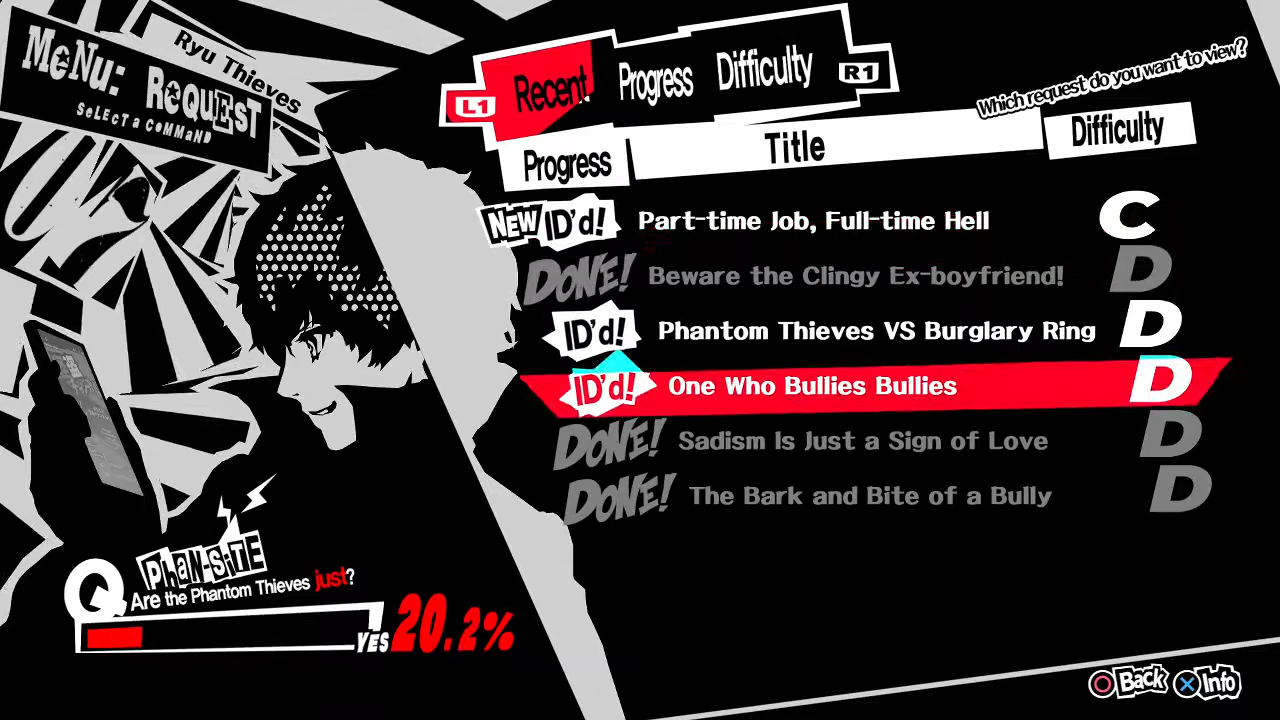 Ryu Thieves
MeNu: ReQUEST
SeLEcT a CoMMaND
L1 Recent Progress Difficulty R1
Which request do you want to view?
Progress Title Difficulty
NEW ID'd! Part-time Job, Full-time Hell C
DONE! Beware the Clingy Ex-boyfriend! D
ID'd! Phantom Thieves VS Burglary Ring D
ID'd! One Who Bullies Bullies D
DONE! Sadism Is Just a Sign of Love D
DONE! The Bark and Bite of a Bully D
PhaN-SiTE
Q Are the Phantom Thieves just?
YES 20.2%
Back Info